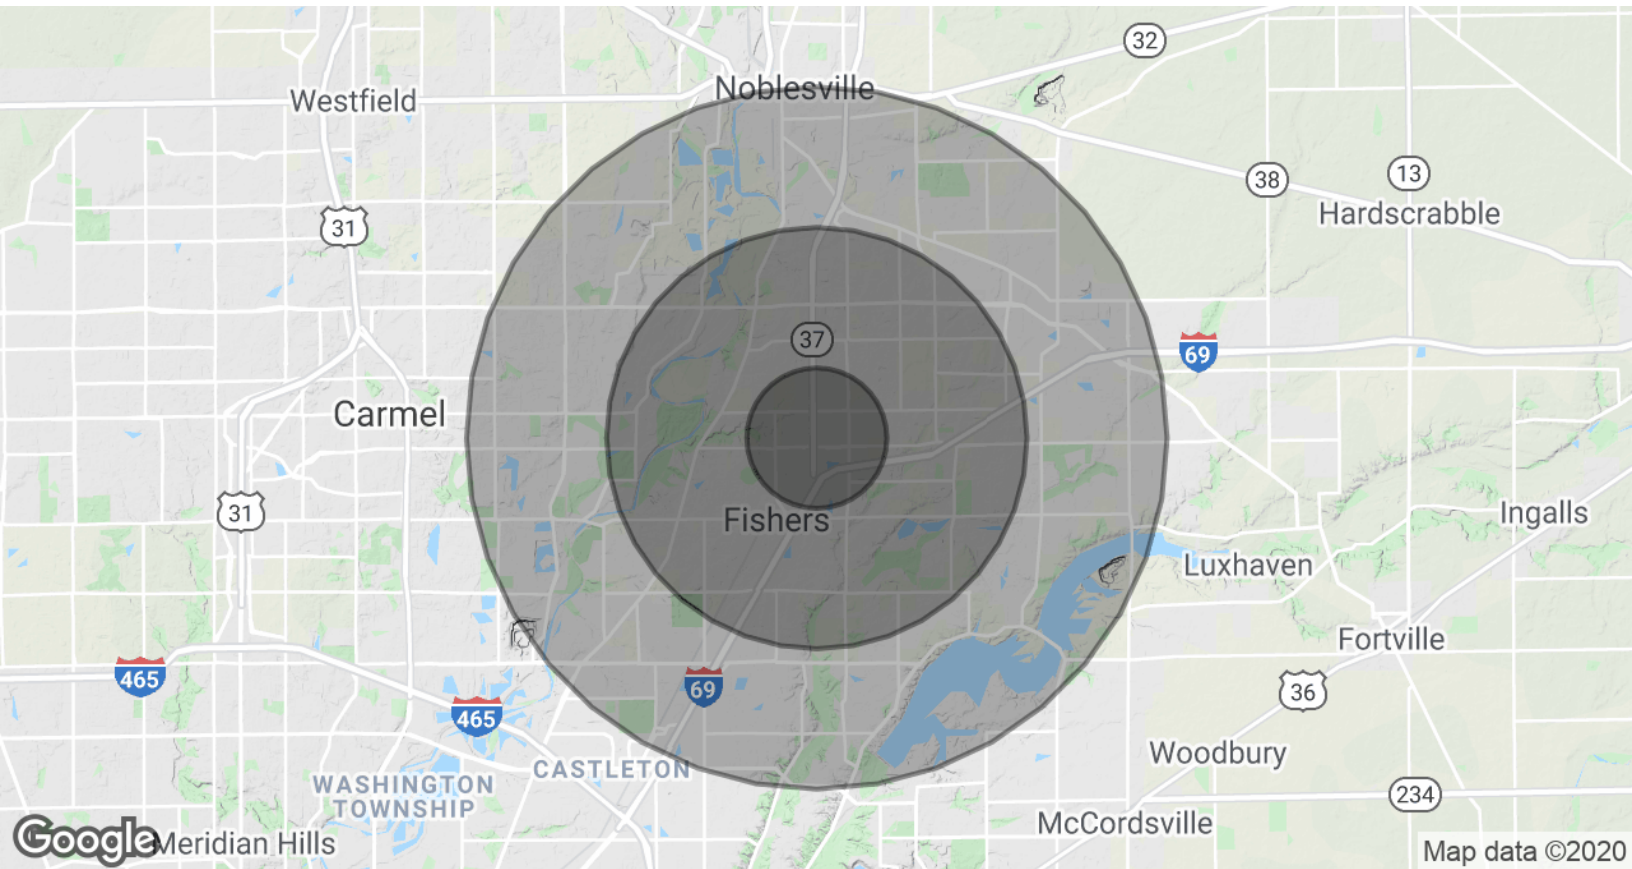 32
Noblesville
Westfield
38
13
Hardscrabble
31
37
69
Carmel
31
Fishers
Ingalls
Luxhaven
Fortville
465
69
36
465
Woodbury
CASTLETON
WASHINGTON
TOWNSHIP
234
McCordsville
Google
Meridian Hills
Map data ©2020